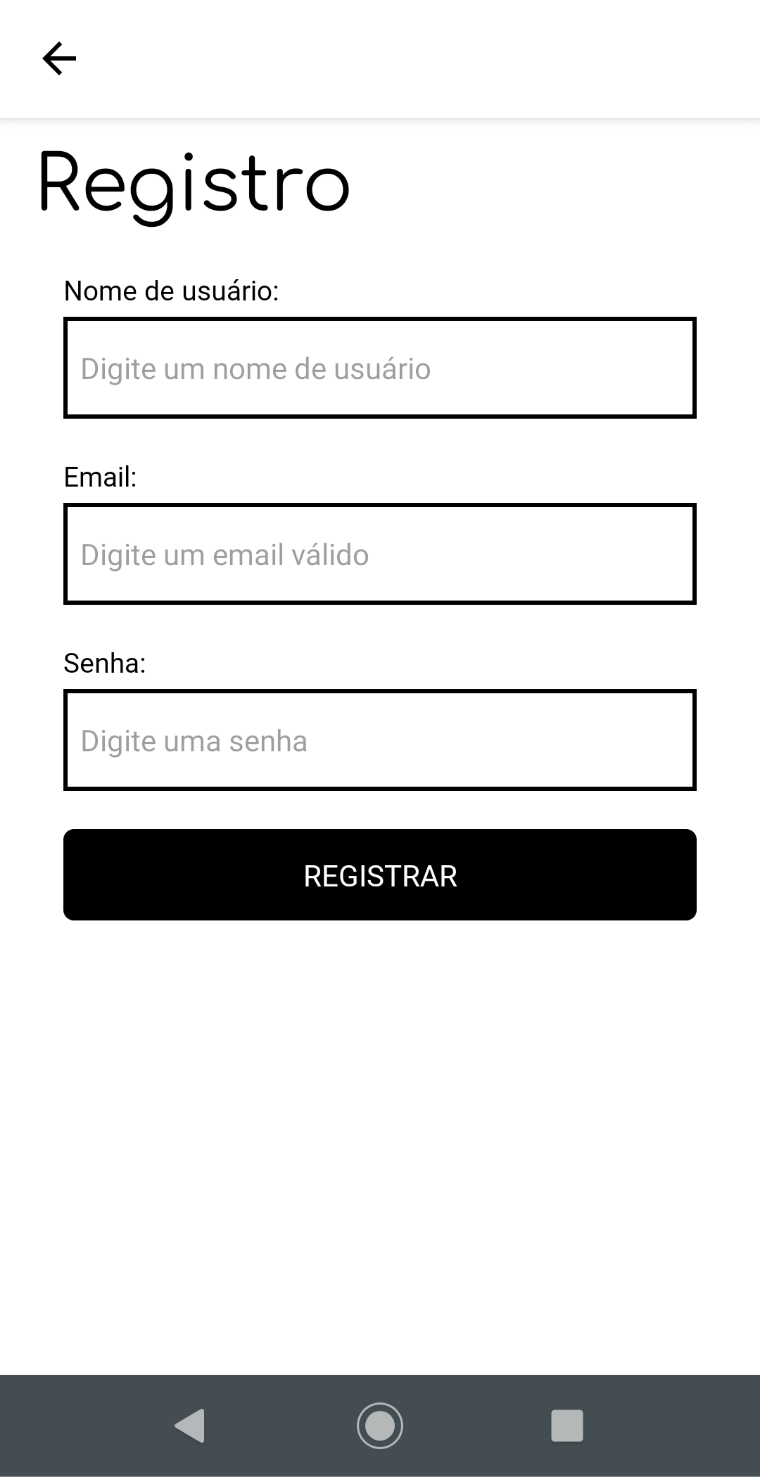 Registro
Nome de usuário:
Digite um nome de usuário
Email:
Digite um email válido
Senha:
Digite uma senha
REGISTRAR